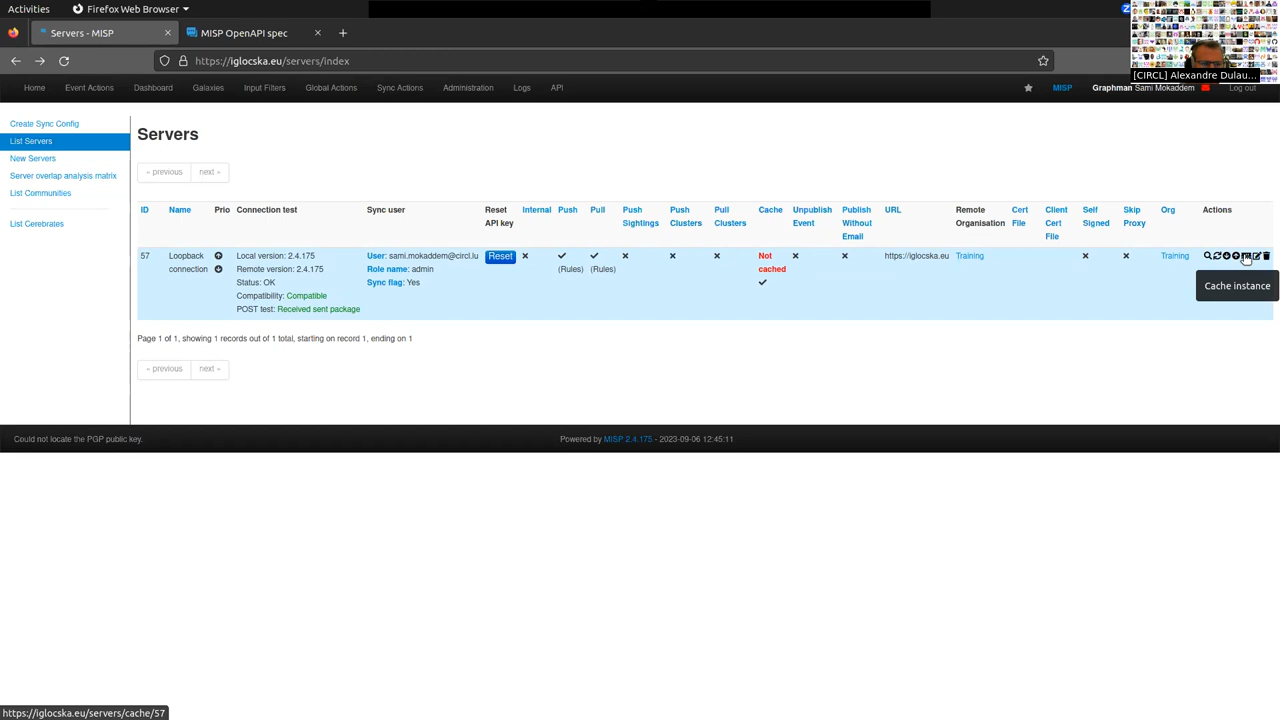 Activities
Firefox Web Browser
Servers - MISP
MISP OpenAPI spec
[CIRCL] Alexandre Dulau...
https://iglocska.eu/servers/index
Home Event Actions Dashboard Galaxies Input Filters Global Actions Sync Actions Administration Logs API
MISP Graphman Sami Mokaddem Log out
Create Sync Config
List Servers
New Servers
Server overlap analysis matrix
List Communities
List Cerebrates
Servers
« previous next »
ID Name Prio Connection test Sync user Reset API key Internal Push Pull Push Sightings Push Clusters Pull Clusters Cache Unpublish Event Publish Without Email URL Remote Organisation Cert File Client Cert File Self Signed Skip Proxy Org Actions
57
Loopback connection
Local version: 2.4.175
Remote version: 2.4.175
Status: OK
Compatibility: Compatible
POST test: Received sent package
User: sami.mokaddem@circl.lu
Role name: admin
Sync flag: Yes
Reset
(Rules)
(Rules)
Not cached
https://iglocska.eu
Training
Training
Cache instance
Page 1 of 1, showing 1 records out of 1 total, starting on record 1, ending on 1
« previous next »
Could not locate the PGP public key.
Powered by MISP 2.4.175 - 2023-09-06 12:45:11
https://iglocska.eu/servers/cache/57